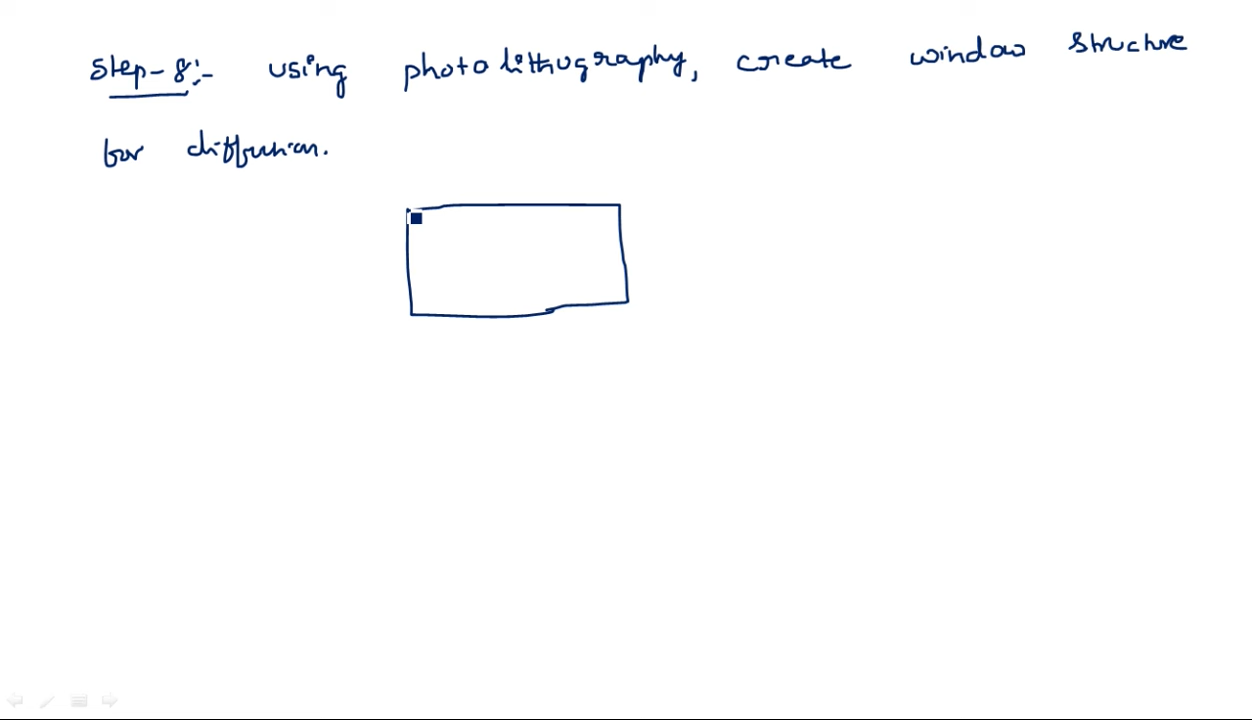 Step-8:- using photolithography, create window structure
for diffusion.